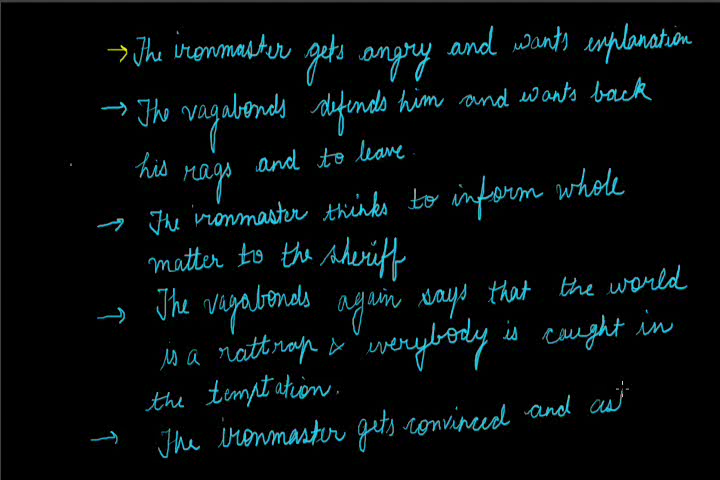 → The ironmaster gets angry and wants explanation
→ The vagabonds defends him and wants back
his rags and to leave.
→ The ironmaster thinks to inform whole
matter to the sheriff
→ The vagabonds again says that the world
is a rattrap & everybody is caught in
the temptation.
→ The ironmaster gets convinced and as